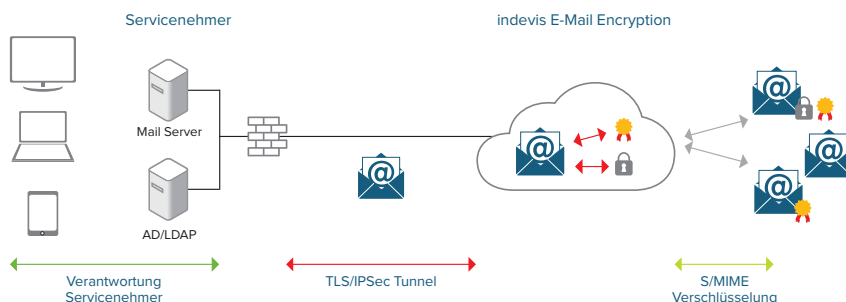 Servicenehmer
indevis E-Mail Encryption
Mail Server
AD/LDAP
Verantwortung
Servicenehmer
TLS/IPSec Tunnel
S/MIME
Verschlüsselung